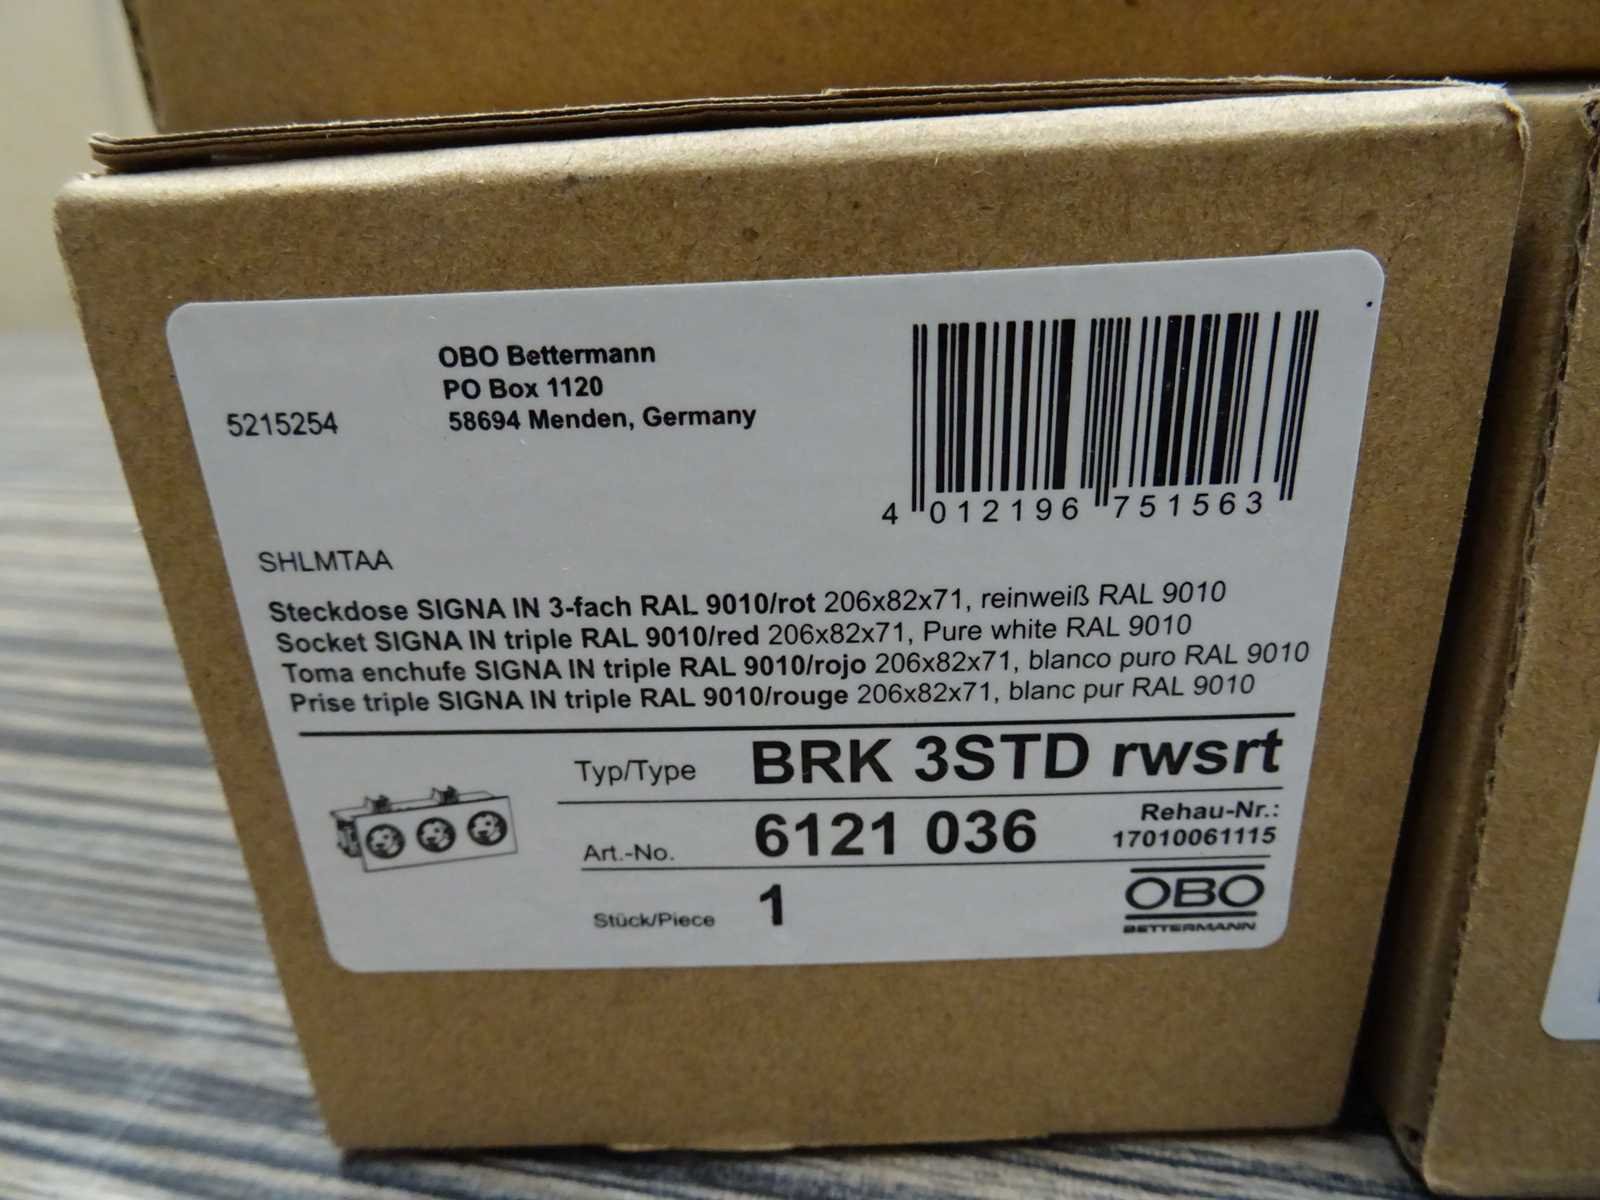 OBO Bettermann
PO Box 1120
58694 Menden, Germany
5215254
4 012196 751563
SHLMTAA
Steckdose SIGNA IN 3-fach RAL 9010/rot 206x82x71, reinweiß RAL 9010
Socket SIGNA IN triple RAL 9010/red 206x82x71, Pure white RAL 9010
Toma enchufe SIGNA IN triple RAL 9010/rojo 206x82x71, blanco puro RAL 9010
Prise triple SIGNA IN triple RAL 9010/rouge 206x82x71, blanc pur RAL 9010
Typ/Type BRK 3STD rwsrt
Art.-No. 6121 036
Rehau-Nr.:
17010061115
Stück/Piece 1
OBO
BETTERMANN